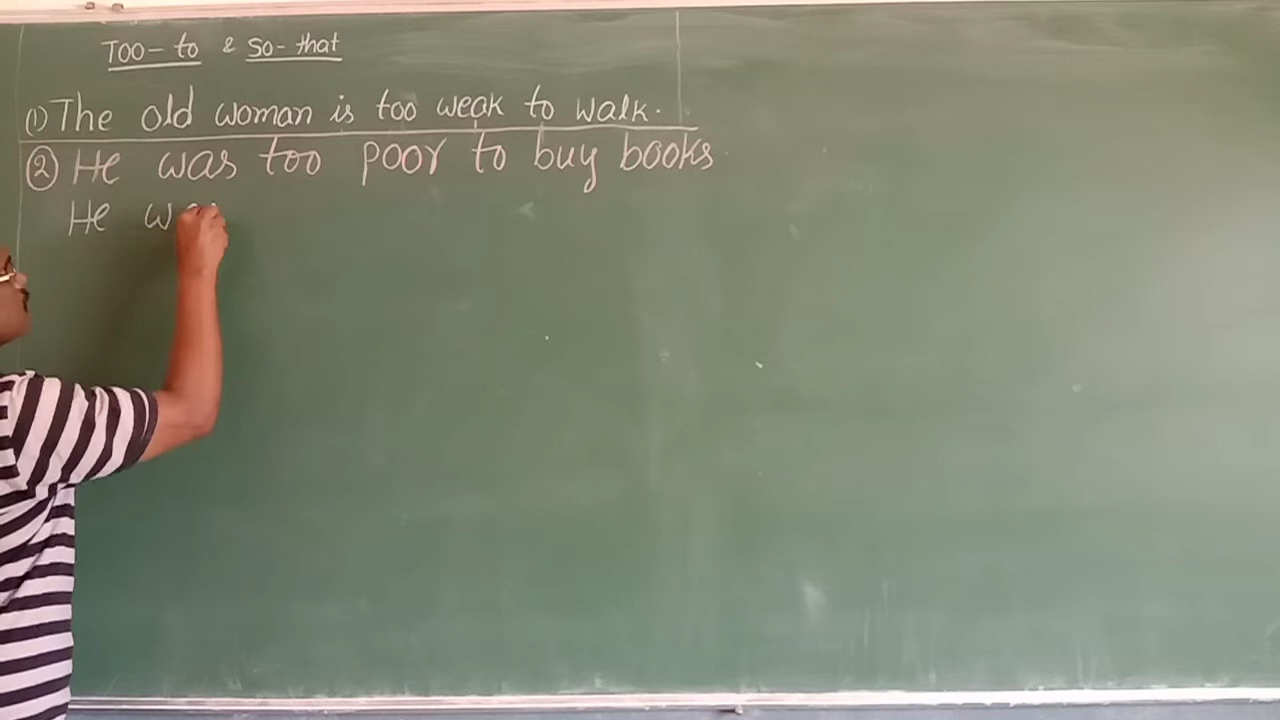 Too-to & So-that
(1) The old woman is too weak to walk.
(2) He was too poor to buy books.
He wa